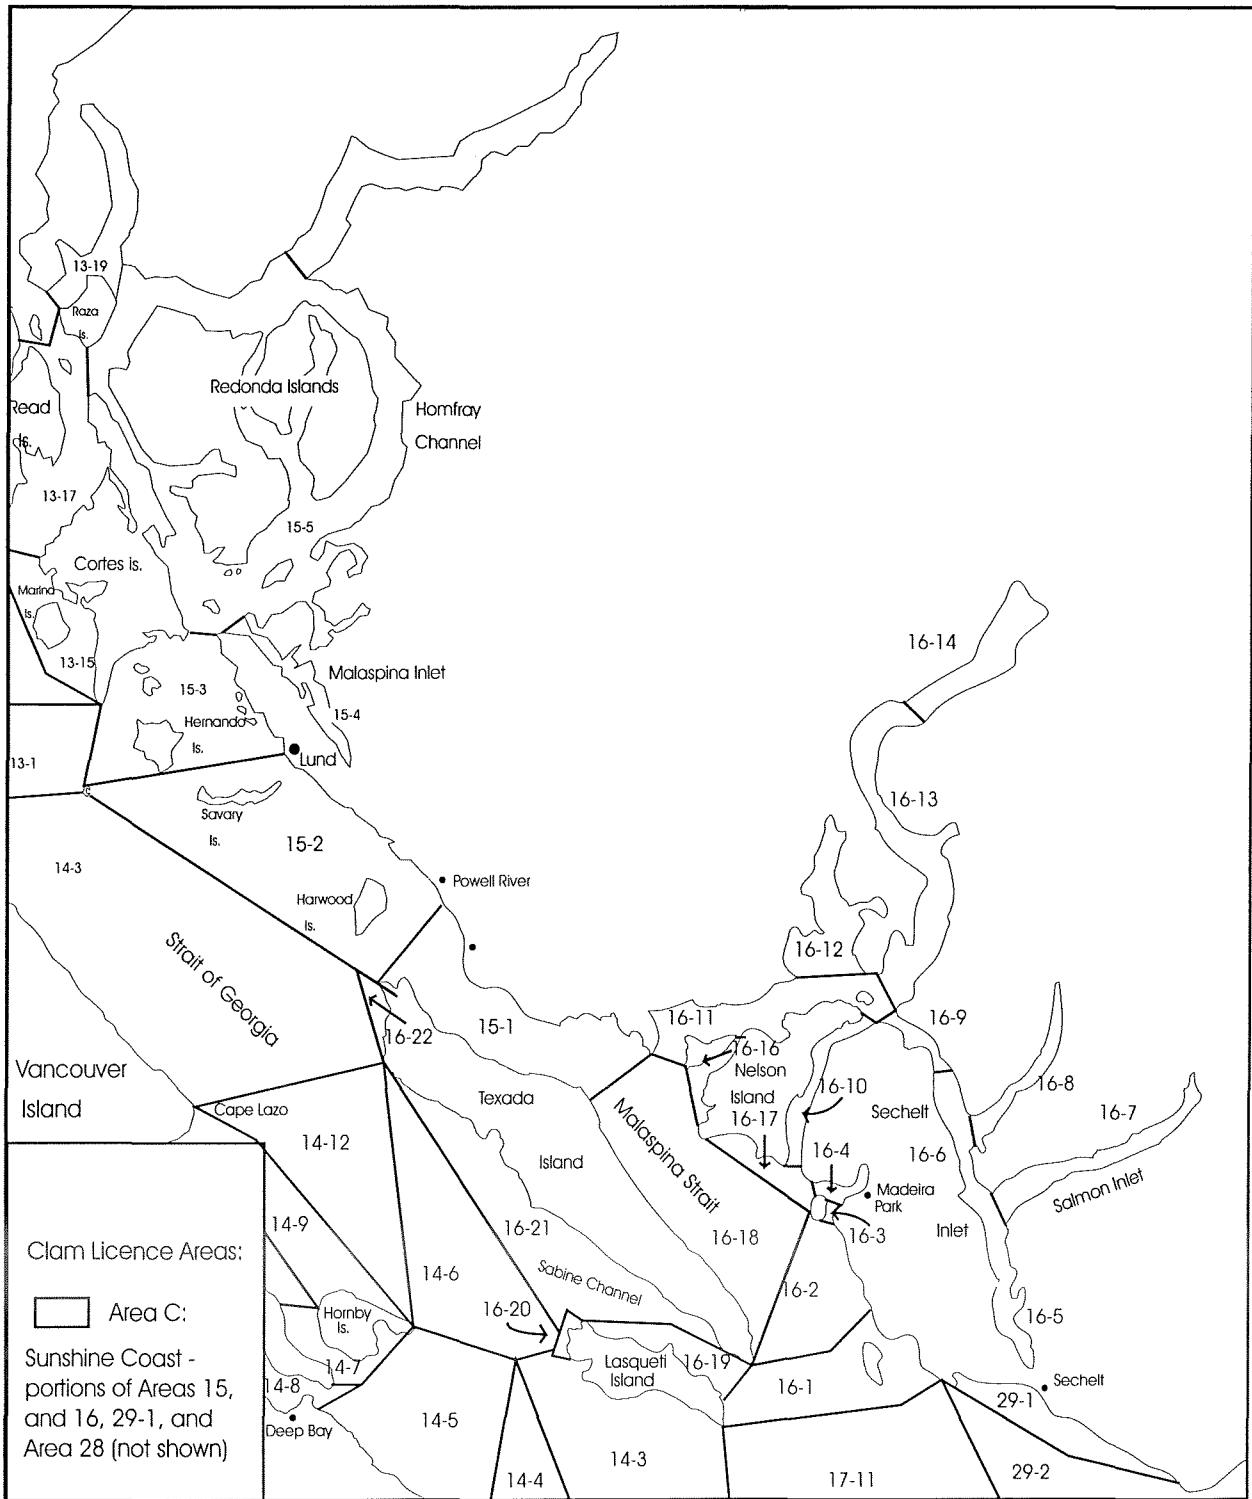 13-19
Raza
Is.
Redonda Islands
Read
Is.
Homfray
Channel
13-17
15-5
Cortes is.
Marina
Is.
13-15
15-3
Malaspina Inlet
15-4
Hernando
Is.
Lund
13-1
Savary
Is.
15-2
14-3
Powell River
Harwood
Is.
Strait of Georgia
16-14
16-13
16-12
16-11
16-9
15-1
16-22
16-16
Nelson
Island
16-17
16-10
16-8
16-7
Vancouver
Island
Cape Lazo
Texada
Island
Sechelt
Inlet
16-4
16-6
Malaspina Strait
Madeira
Park
Salmon Inlet
14-12
14-9
16-21
16-18
16-3
14-6
Sabine Channel
16-2
16-20
16-5
Hornby
Is.
14-7
14-8
Lasqueti
Island
16-19
16-1
Sechelt
29-1
Deep Bay
14-5
14-4
14-3
17-11
29-2
Clam Licence Areas:
Area C:
Sunshine Coast -
portions of Areas 15,
and 16, 29-1, and
Area 28 (not shown)